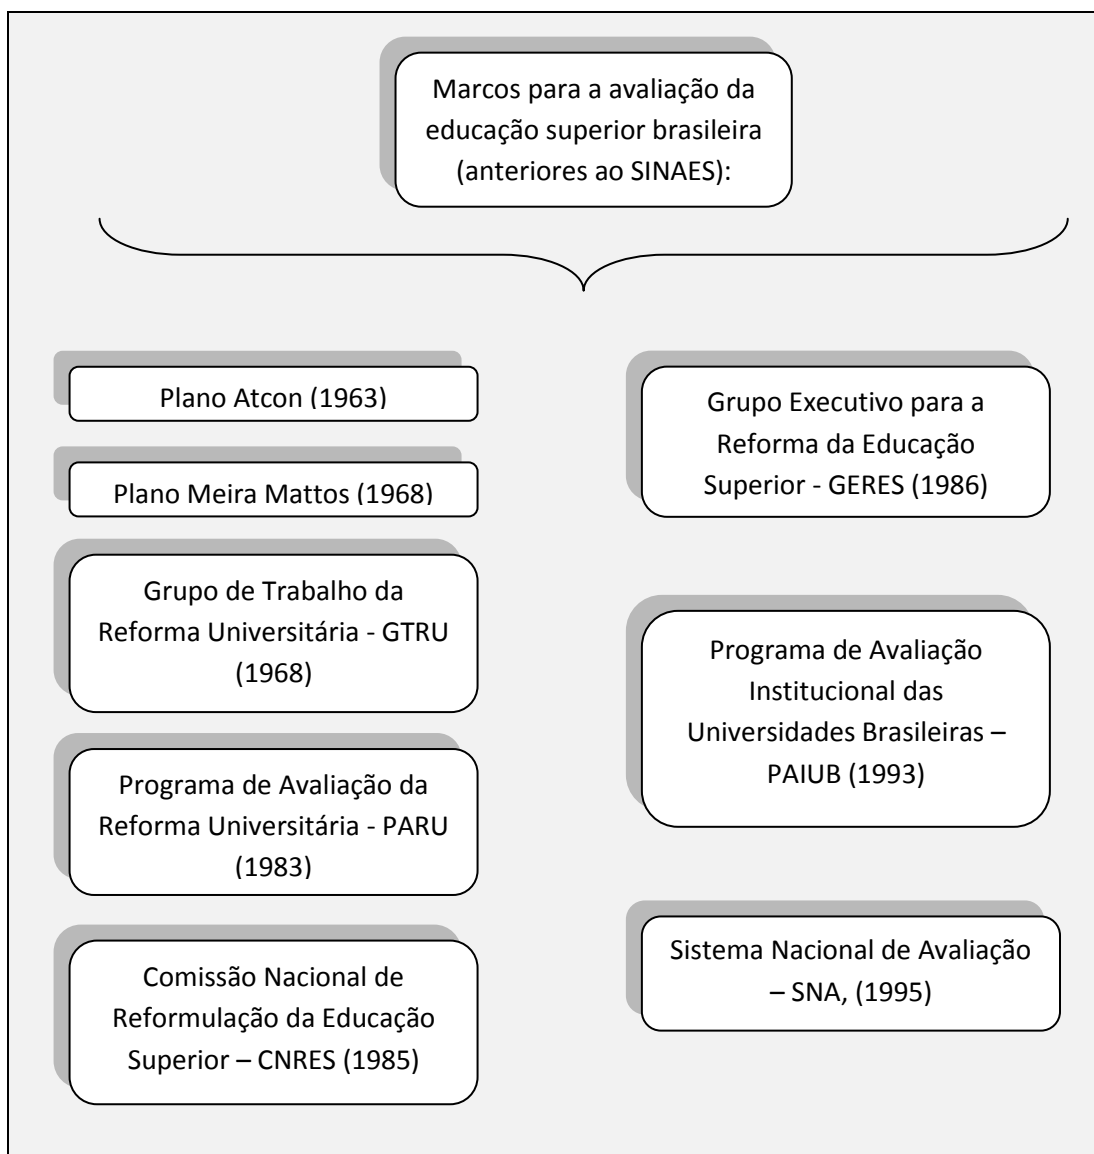 Marcos para a avaliação da
educação superior brasileira
(anteriores ao SINAES):
Plano Atcon (1963)
Plano Meira Mattos (1968)
Grupo de Trabalho da
Reforma Universitária - GTRU
(1968)
Programa de Avaliação da
Reforma Universitária - PARU
(1983)
Comissão Nacional de
Reformulação da Educação
Superior – CNRES (1985)
Grupo Executivo para a
Reforma da Educação
Superior - GERES (1986)
Programa de Avaliação
Institucional das
Universidades Brasileiras –
PAIUB (1993)
Sistema Nacional de Avaliação
– SNA, (1995)